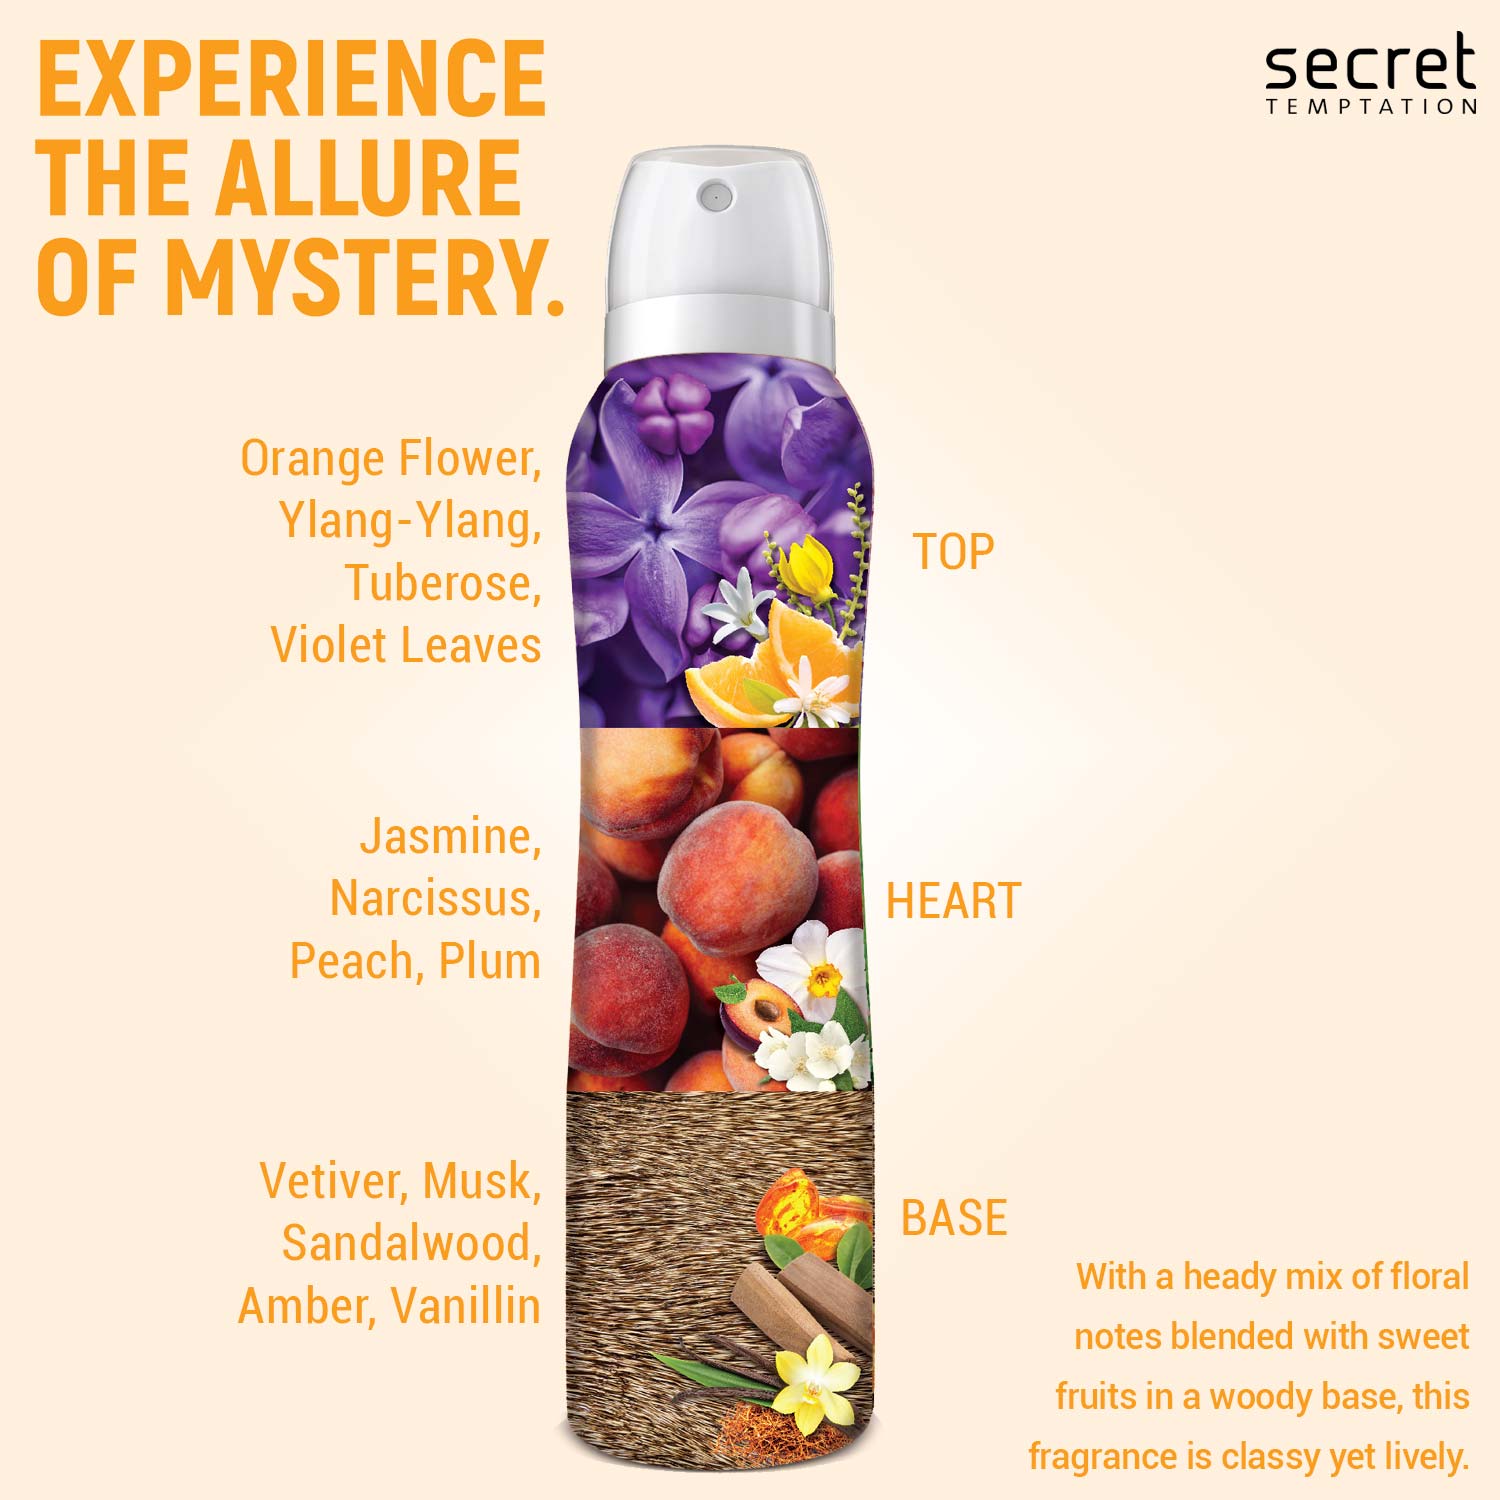 EXPERIENCE
THE ALLURE
OF MYSTERY.
secret
TEMPTATION
Orange Flower,
Ylang-Ylang,
Tuberose,
Violet Leaves
TOP
Jasmine,
Narcissus,
Peach, Plum
HEART
Vetiver, Musk,
Sandalwood,
Amber, Vanillin
BASE
With a heady mix of floral
notes blended with sweet
fruits in a woody base, this
fragrance is classy yet lively.